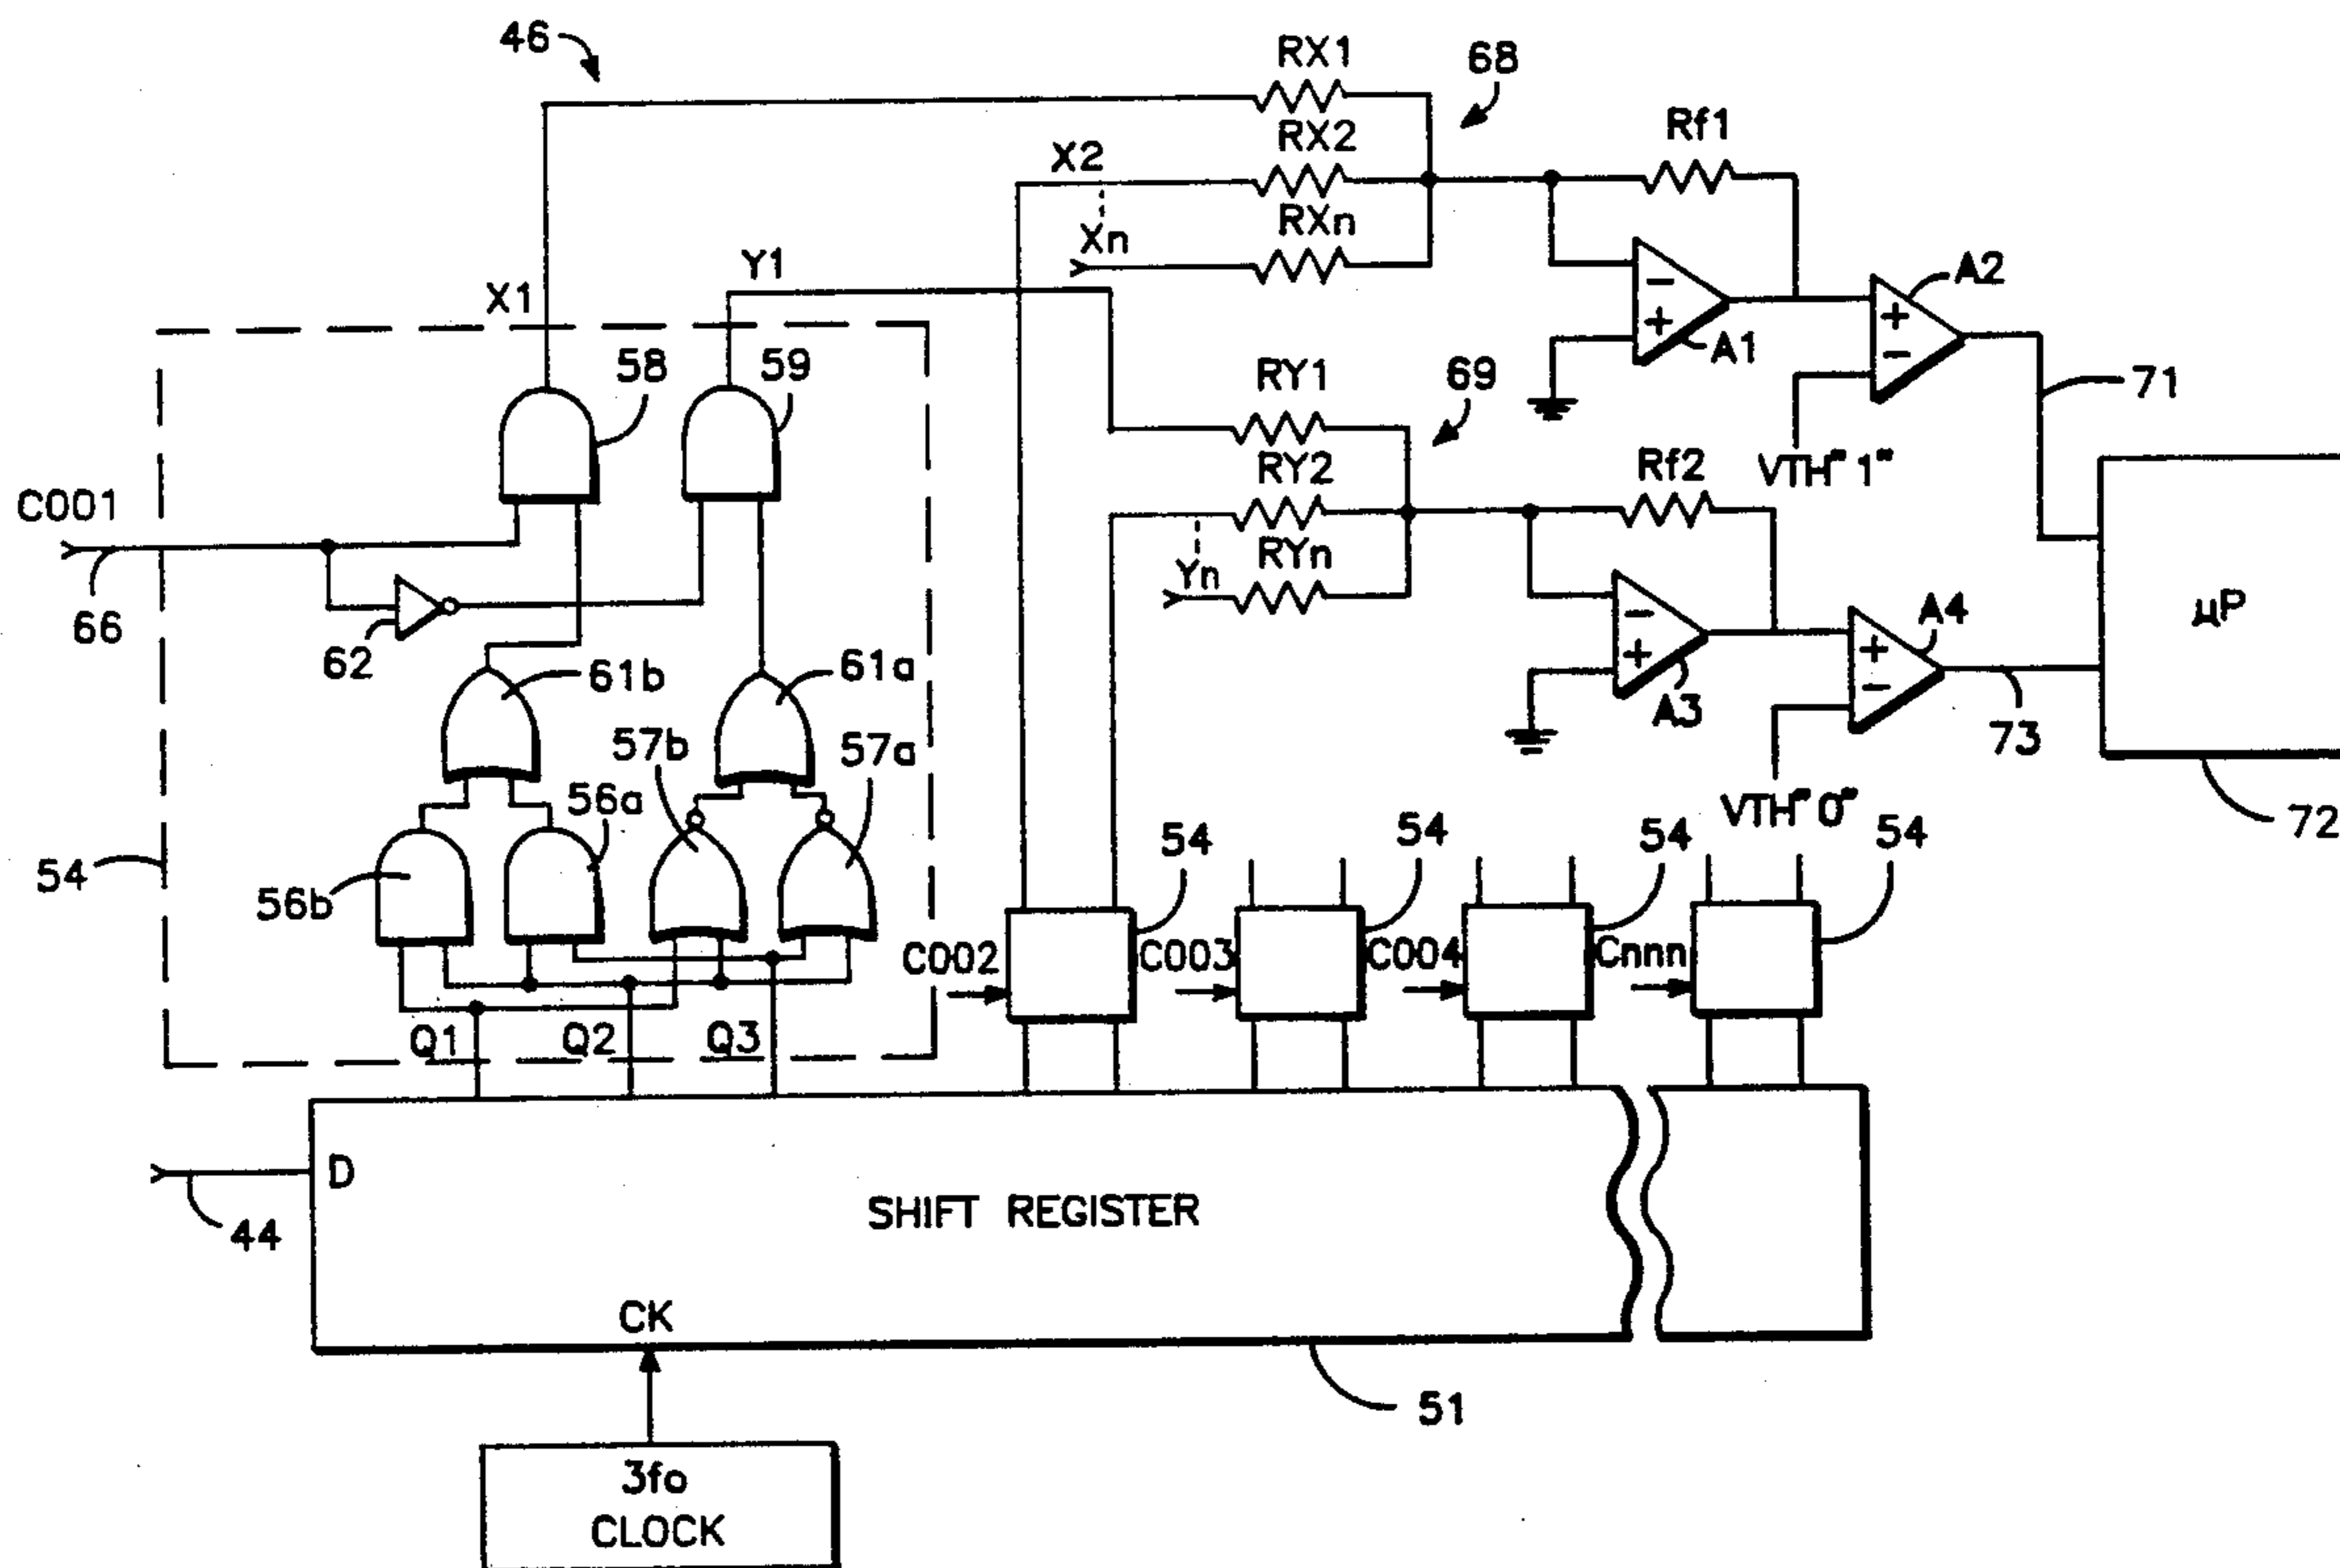 46
RX1
68
RX2
Rf1
X2
RXn
Xn
Y1
A2
X1
-
+
+
A1
-
58
59
RY1
69
71
RY2
Rf2
VTH"1"
C001
RYn
Yn
µP
66
62
-
+
+
A4
-
61b
61a
A3
73
57b
57a
VTH"0"
56a
54
54
54
54
72
54
56b
C002
C003
C004
Cnnn
Q1
Q2
Q3
D
44
SHIFT REGISTER
CK
51
3fo
CLOCK